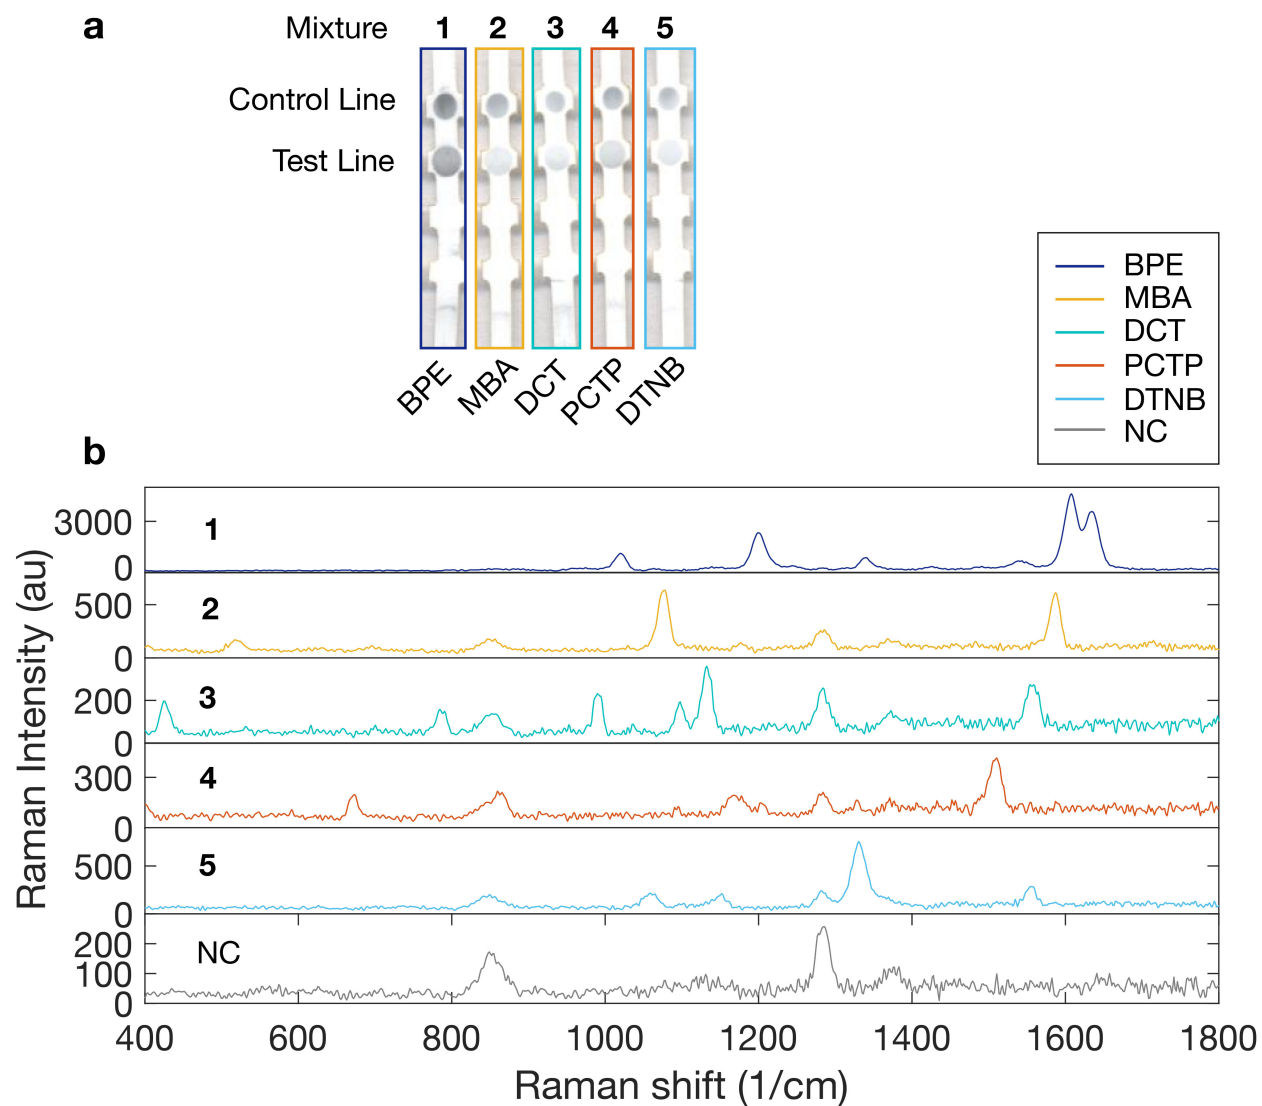 a
Mixture 1 2 3 4 5
Control Line
Test Line
BPE MBA DCT PCTP DTNB
BPE
MBA
DCT
PCTP
DTNB
NC
b
Raman Intensity (au)
3000
0
1
500
0
2
200
0
3
300
0
4
500
0
5
200
100
0
NC
400 600 800 1000 1200 1400 1600 1800
Raman shift (1/cm)